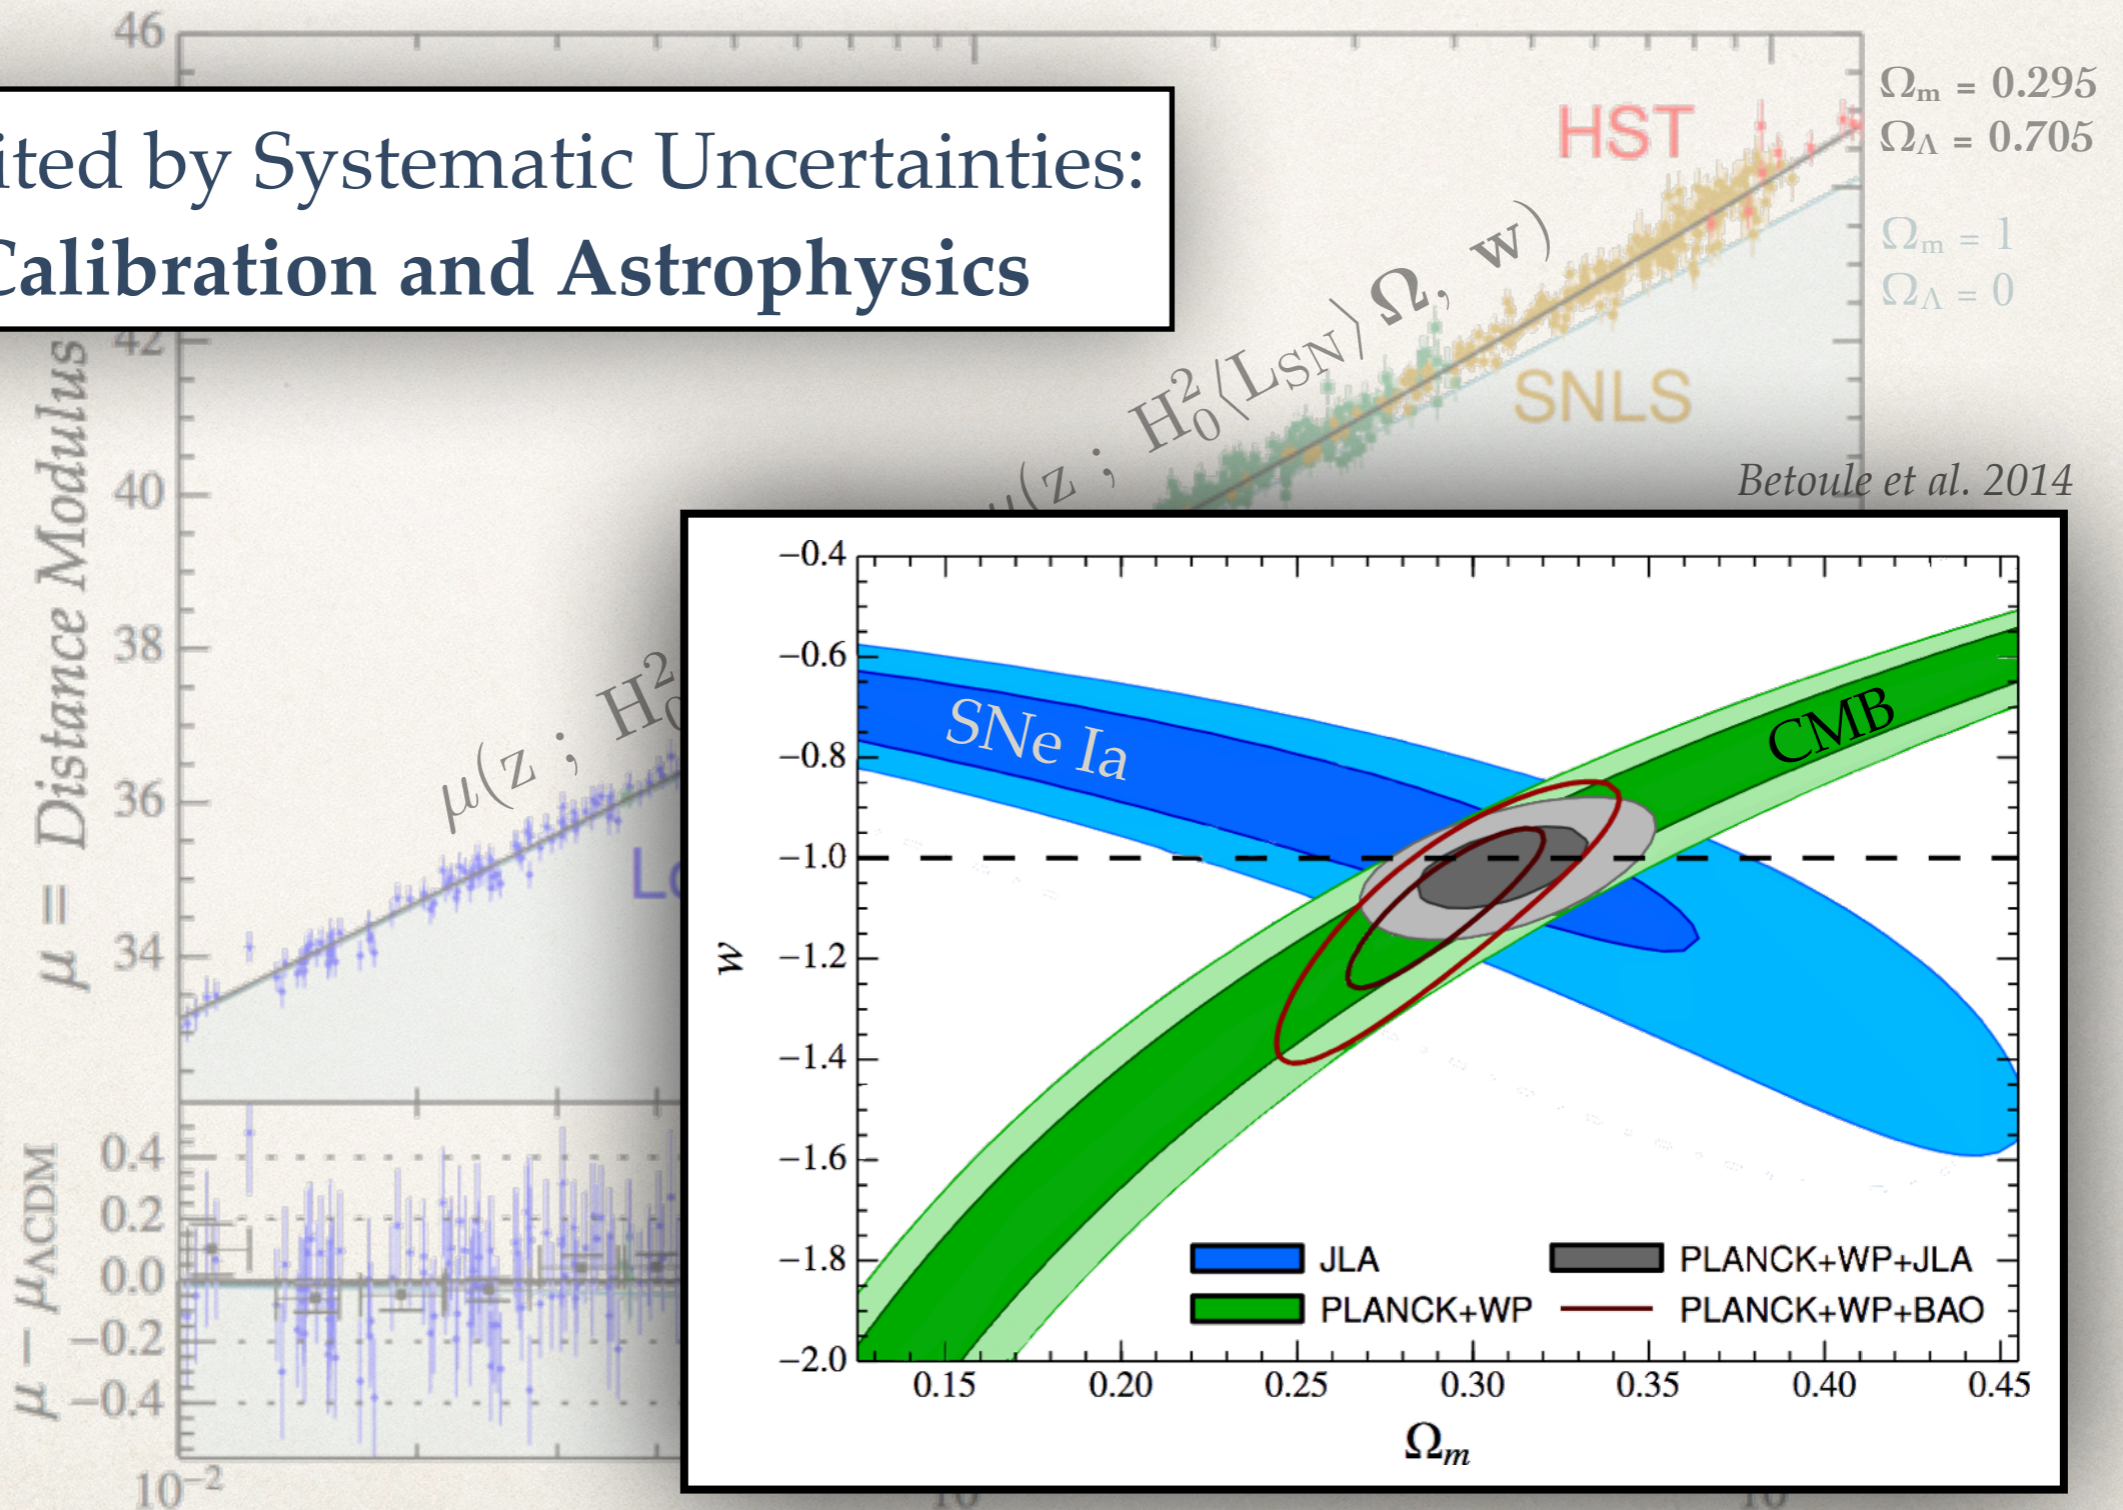 46
Ωm = 0.295
ΩΛ = 0.705
HST
ited by Systematic Uncertainties:
Calibration and Astrophysics
Ωm = 1
ΩΛ = 0
42
μ(z ; H₀²⟨L_SN⟩ Ω, w)
SNLS
40
Betoule et al. 2014
μ = Distance Modulus
38
36
34
μ(z ; H₀²
μ − μΛCDM
0.4
0.2
0.0
−0.2
−0.4
10⁻²
−0.4
−0.6
−0.8
−1.0
−1.2
−1.4
−1.6
−1.8
−2.0
w
SNe Ia
CMB
JLA
PLANCK+WP+JLA
PLANCK+WP
PLANCK+WP+BAO
0.15 0.20 0.25 0.30 0.35 0.40 0.45
Ωm